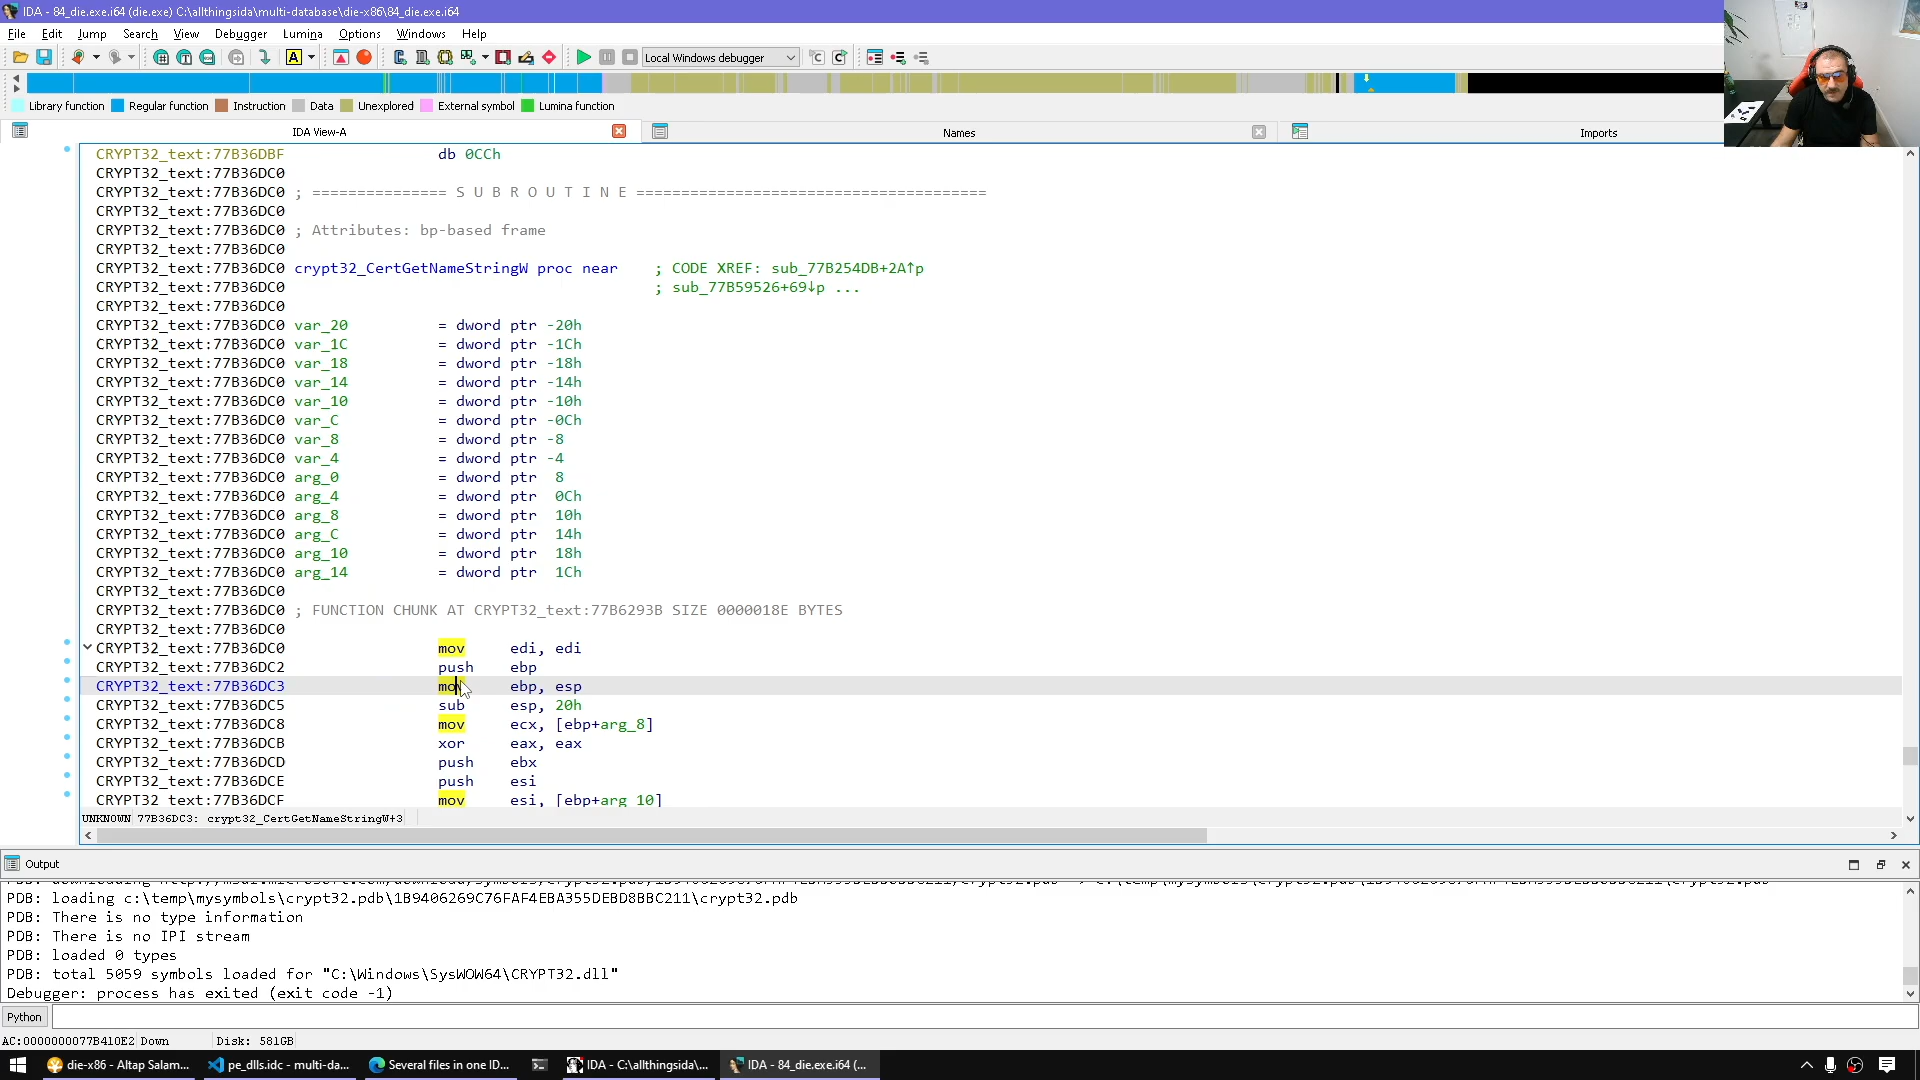 IDA - 84_die.exe.i64 (die.exe) C:\allthingsida\multi-database\die-x86\84_die.exe.i64
File Edit Jump Search View Debugger Lumina Options Windows Help
Local Windows debugger
Library function Regular function Instruction Data Unexplored External symbol Lumina function
IDA View-A Names Imports
CRYPT32_text:77B36DBF db 0CCh
CRYPT32_text:77B36DC0
CRYPT32_text:77B36DC0 ; =============== S U B R O U T I N E =======================================
CRYPT32_text:77B36DC0
CRYPT32_text:77B36DC0 ; Attributes: bp-based frame
CRYPT32_text:77B36DC0
CRYPT32_text:77B36DC0 crypt32_CertGetNameStringW proc near ; CODE XREF: sub_77B254DB+2A↑p
CRYPT32_text:77B36DC0 ; sub_77B59526+69↓p ...
CRYPT32_text:77B36DC0
CRYPT32_text:77B36DC0 var_20 = dword ptr -20h
CRYPT32_text:77B36DC0 var_1C = dword ptr -1Ch
CRYPT32_text:77B36DC0 var_18 = dword ptr -18h
CRYPT32_text:77B36DC0 var_14 = dword ptr -14h
CRYPT32_text:77B36DC0 var_10 = dword ptr -10h
CRYPT32_text:77B36DC0 var_C = dword ptr -0Ch
CRYPT32_text:77B36DC0 var_8 = dword ptr -8
CRYPT32_text:77B36DC0 var_4 = dword ptr -4
CRYPT32_text:77B36DC0 arg_0 = dword ptr 8
CRYPT32_text:77B36DC0 arg_4 = dword ptr 0Ch
CRYPT32_text:77B36DC0 arg_8 = dword ptr 10h
CRYPT32_text:77B36DC0 arg_C = dword ptr 14h
CRYPT32_text:77B36DC0 arg_10 = dword ptr 18h
CRYPT32_text:77B36DC0 arg_14 = dword ptr 1Ch
CRYPT32_text:77B36DC0
CRYPT32_text:77B36DC0 ; FUNCTION CHUNK AT CRYPT32_text:77B6293B SIZE 0000018E BYTES
CRYPT32_text:77B36DC0
CRYPT32_text:77B36DC0 mov edi, edi
CRYPT32_text:77B36DC2 push ebp
CRYPT32_text:77B36DC3 mov ebp, esp
CRYPT32_text:77B36DC5 sub esp, 20h
CRYPT32_text:77B36DC8 mov ecx, [ebp+arg_8]
CRYPT32_text:77B36DCB xor eax, eax
CRYPT32_text:77B36DCD push ebx
CRYPT32_text:77B36DCE push esi
CRYPT32_text:77B36DCF mov esi, [ebp+arg_10]
UNKNOWN 77B36DC3: crypt32_CertGetNameStringW+3
Output
PDB: loading c:\temp\mysymbols\crypt32.pdb\1B9406269C76FAF4EBA355DEBD8BBC211\crypt32.pdb
PDB: There is no type information
PDB: There is no IPI stream
PDB: loaded 0 types
PDB: total 5059 symbols loaded for "C:\Windows\SysWOW64\CRYPT32.dll"
Debugger: process has exited (exit code -1)
Python
AC:0000000077B410E2 Down Disk: 581GB
die-x86 - Altap Salam... pe_dlls.idc - multi-da... Several files in one ID... IDA - C:\allthingsida\... IDA - 84_die.exe.i64 (...